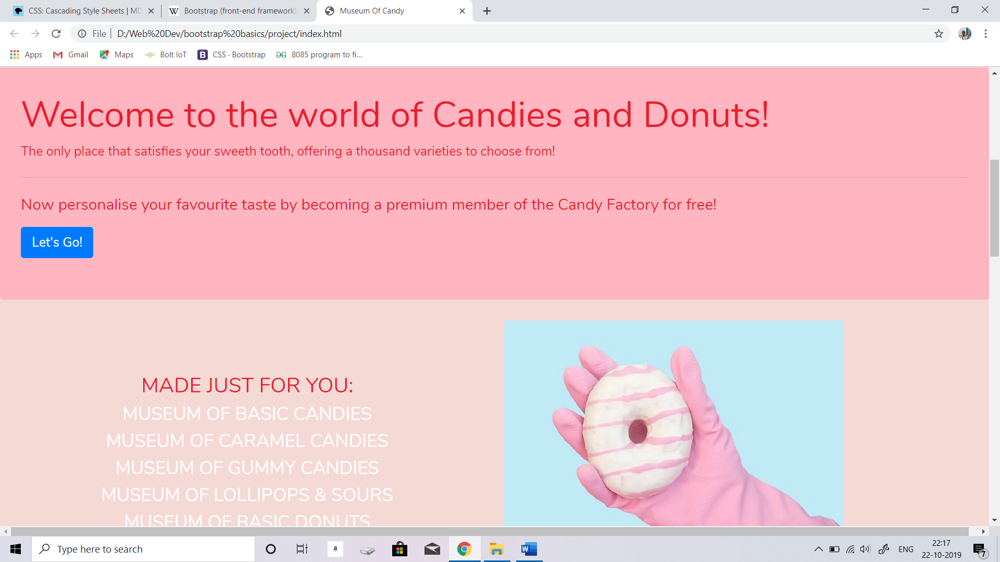 CSS: Cascading Style Sheets | MD
Bootstrap (front-end framework)
Museum Of Candy
File
D:/Web%20Dev/bootstrap%20basics/project/index.html
Apps
Gmail
Maps
Bolt IoT
B
CSS · Bootstrap
8085 program to fi...
Welcome to the world of Candies and Donuts!
The only place that satisfies your sweeth tooth, offering a thousand varieties to choose from!
Now personalise your favourite taste by becoming a premium member of the Candy Factory for free!
Let's Go!
MADE JUST FOR YOU:
MUSEUM OF BASIC CANDIES
MUSEUM OF CARAMEL CANDIES
MUSEUM OF GUMMY CANDIES
MUSEUM OF LOLLIPOPS & SOURS
MUSEUM OF BASIC DONUTS
Type here to search
ENG
22:17
22-10-2019
7